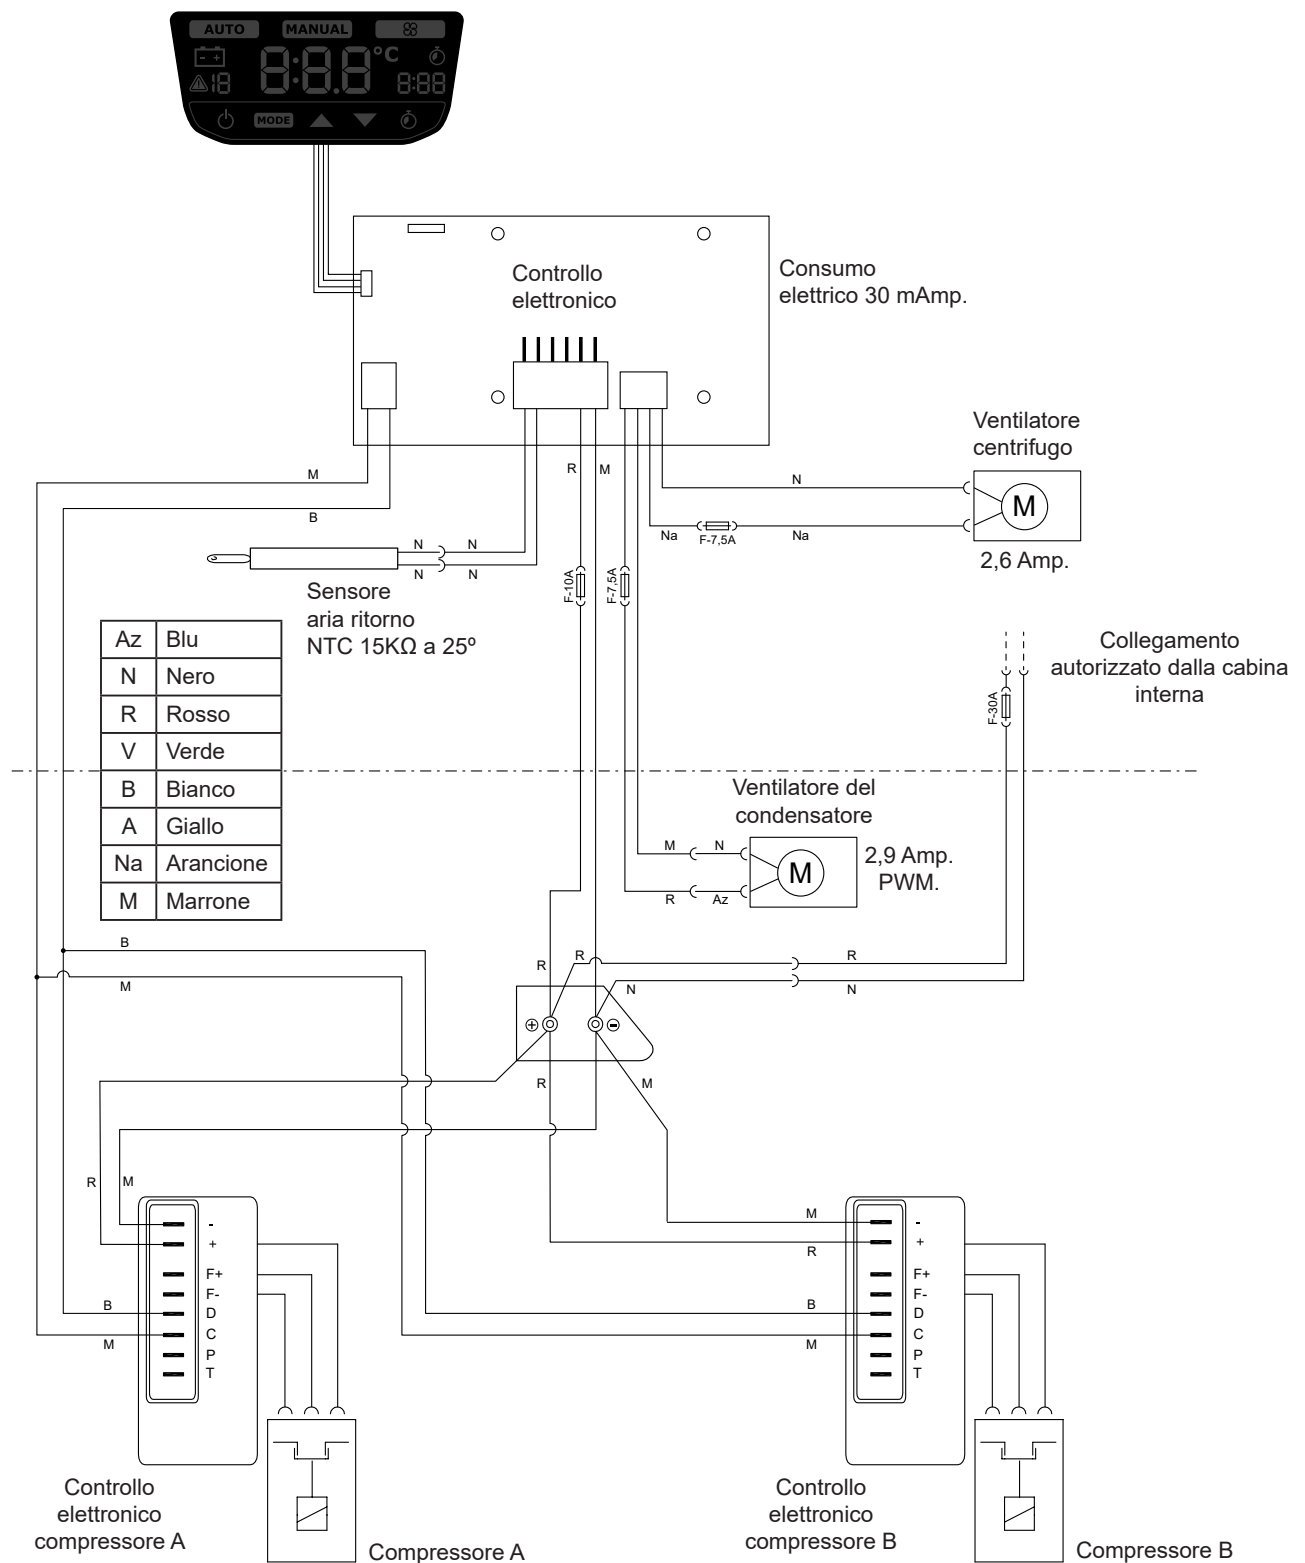 AUTO MANUAL
8:8.8 °C
18 8:88
MODE
Controllo
elettronico
Consumo
elettrico 30 mAmp.
Ventilatore
centrifugo
M
2,6 Amp.
N
Na F-7,5A Na
R M
M
B
N N
N N
F-10A
F-7,5A
Sensore
aria ritorno
NTC 15KΩ a 25º
Collegamento
autorizzato dalla cabina
interna
F-30A
Az Blu
N Nero
R Rosso
V Verde
B Bianco
A Giallo
Na Arancione
M Marrone
Ventilatore del
condensatore
M N
M
2,9 Amp.
PWM.
R Az
B
M
R R R
N N
+ -
R M
R M
-
+
F+
F-
D
C
P
T
B
M
M
R
B
M
-
+
F+
F-
D
C
P
T
Controllo
elettronico
compressore A
Compressore A
Controllo
elettronico
compressore B
Compressore B